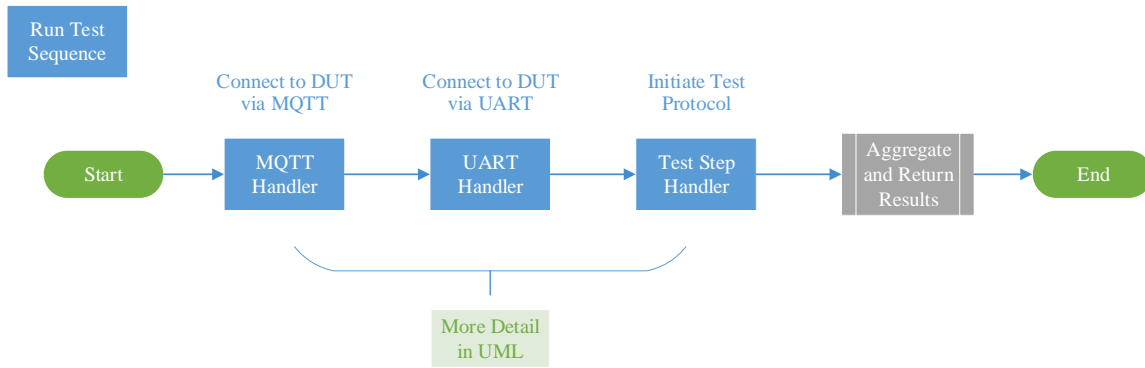 Run Test
Sequence
Connect to DUT
via MQTT
Connect to DUT
via UART
Initiate Test
Protocol
Start
MQTT
Handler
UART
Handler
Test Step
Handler
Aggregate
and Return
Results
End
More Detail
in UML